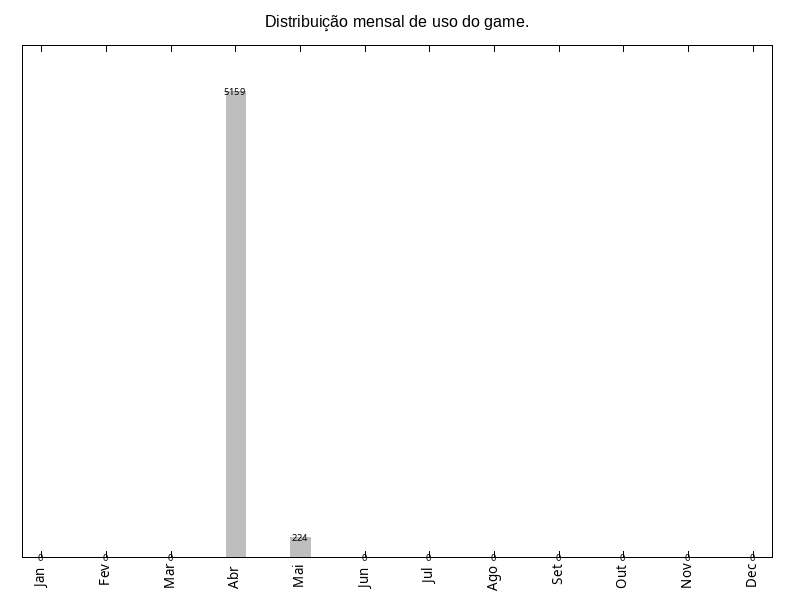 Distribuição mensal de uso do game.
5159
224
0 0 0 0 0 0 0 0 0 0
Jan Fev Mar Abr Mai Jun Jul Ago Set Out Nov Dec